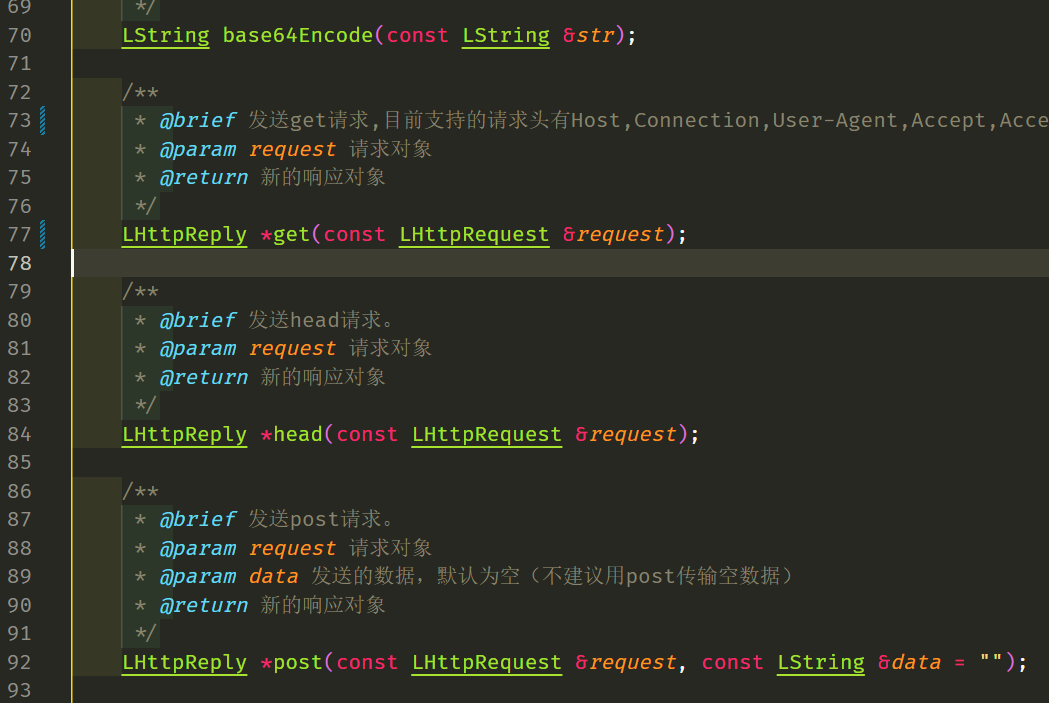 69 */
70 LString base64Encode(const LString &str);
71
72 /**
73 * @brief 发送get请求,目前支持的请求头有Host,Connection,User-Agent,Accept,Acce
74 * @param request 请求对象
75 * @return 新的响应对象
76 */
77 LHttpReply *get(const LHttpRequest &request);
78
79 /**
80 * @brief 发送head请求。
81 * @param request 请求对象
82 * @return 新的响应对象
83 */
84 LHttpReply *head(const LHttpRequest &request);
85
86 /**
87 * @brief 发送post请求。
88 * @param request 请求对象
89 * @param data 发送的数据，默认为空（不建议用post传输空数据）
90 * @return 新的响应对象
91 */
92 LHttpReply *post(const LHttpRequest &request, const LString &data = "");
93